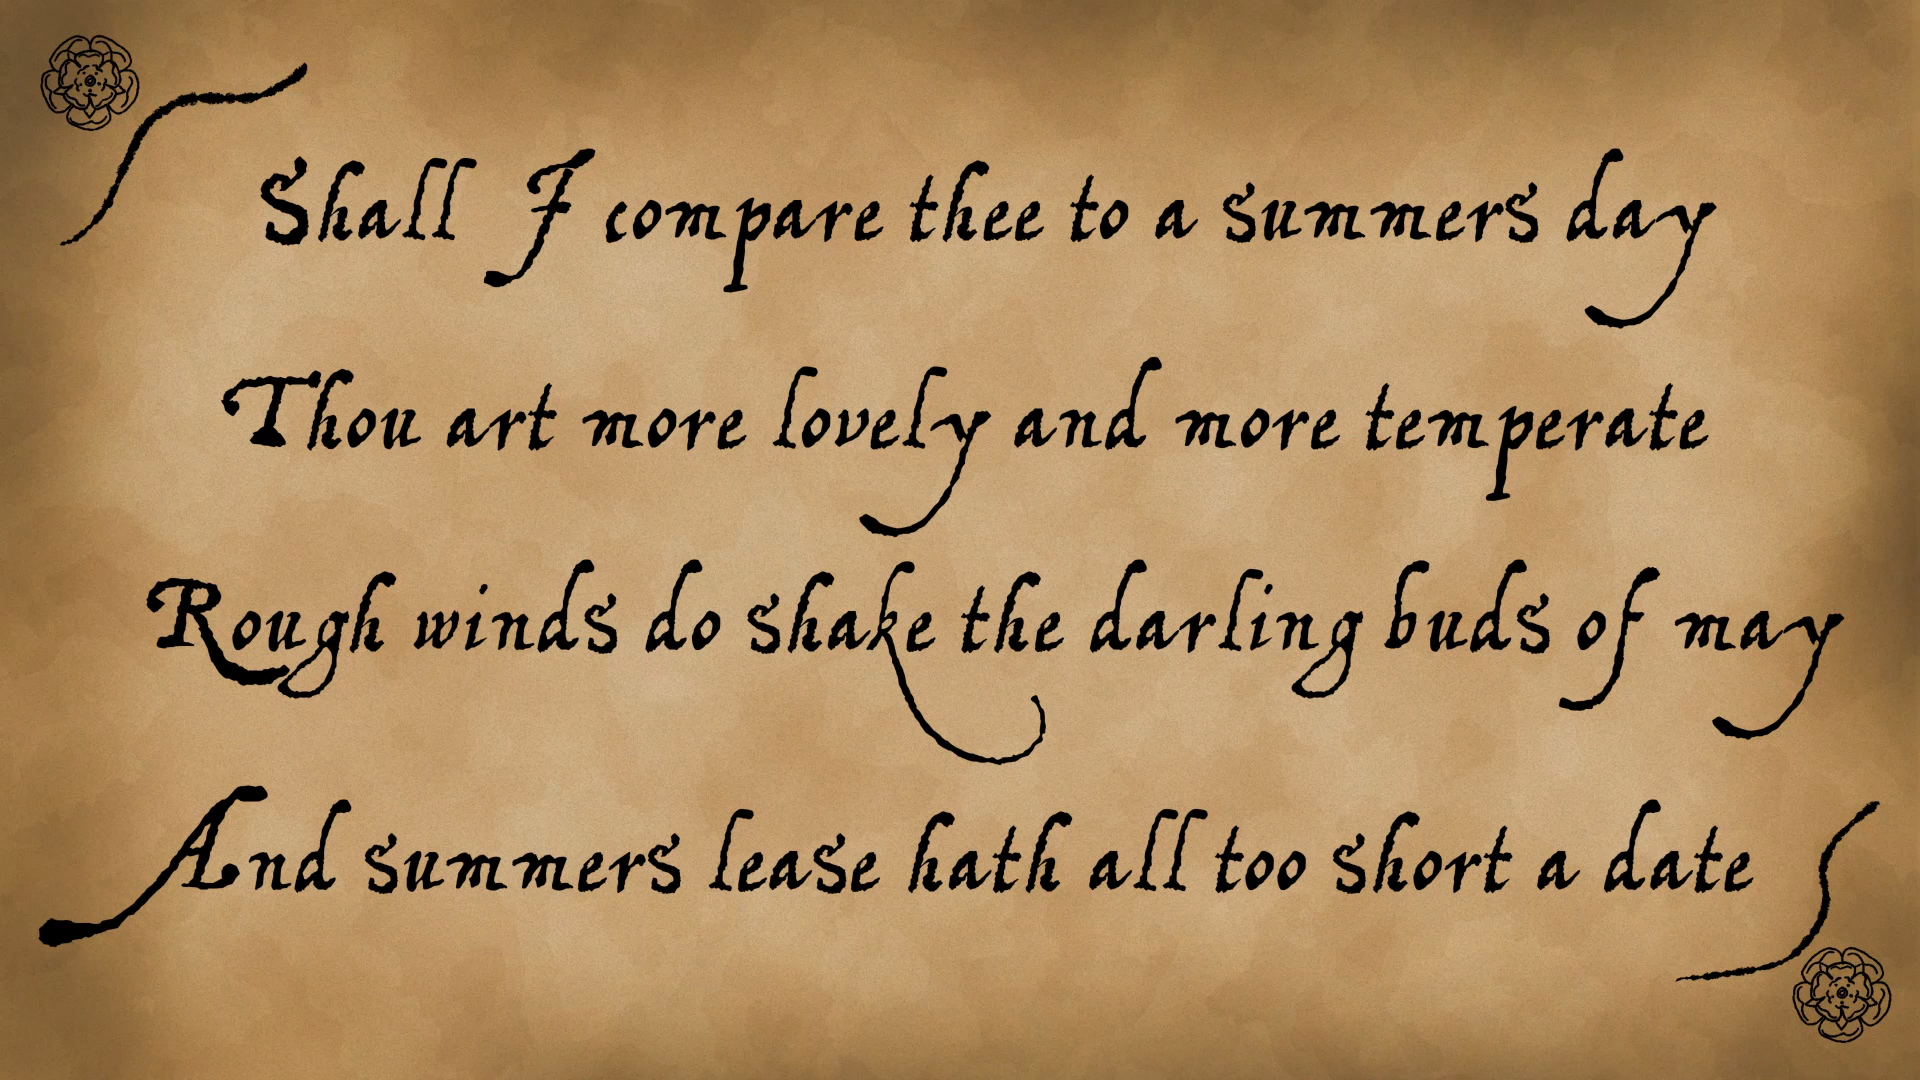 Shall I compare thee to a summers day
Thou art more lovely and more temperate
Rough winds do shake the darling buds of may
And summers lease hath all too short a date